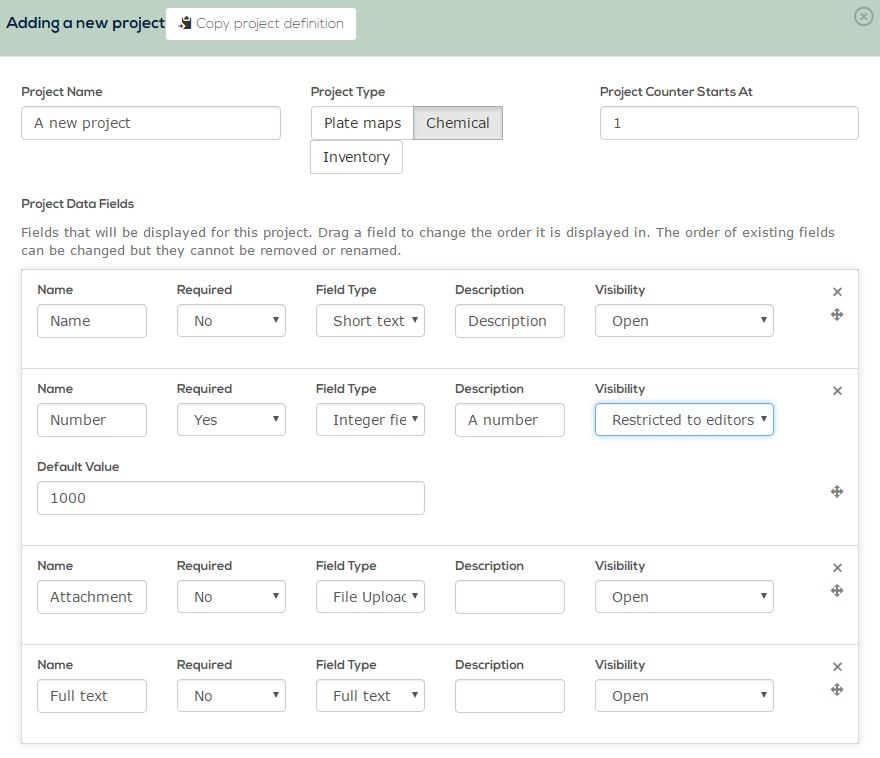 Adding a new project Copy project definition
Project Name Project Type Project Counter Starts At
A new project Plate maps Chemical 1
Inventory
Project Data Fields
Fields that will be displayed for this project. Drag a field to change the order it is displayed in. The order of existing fields
can be changed but they cannot be removed or renamed.
Name Required Field Type Description Visibility
Name No Short text Description Open
Name Required Field Type Description Visibility
Number Yes Integer fie A number Restricted to editors
Default Value
1000
Name Required Field Type Description Visibility
Attachment No File Upload Open
Name Required Field Type Description Visibility
Full text No Full text Open